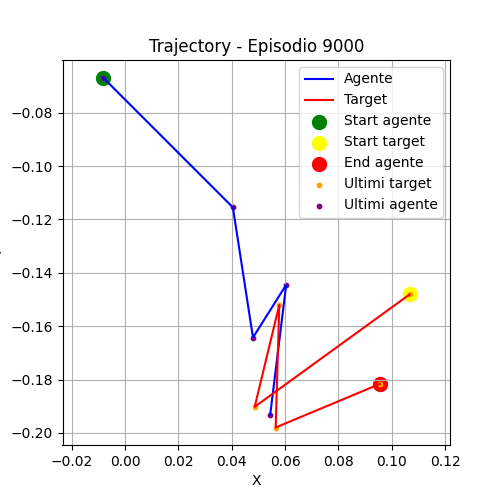 Trajectory - Episodio 9000
Agente
Target
Start agente
Start target
End agente
Ultimi target
Ultimi agente
−0.08
−0.10
−0.12
−0.14
−0.16
−0.18
−0.20
−0.02 0.00 0.02 0.04 0.06 0.08 0.10 0.12
X